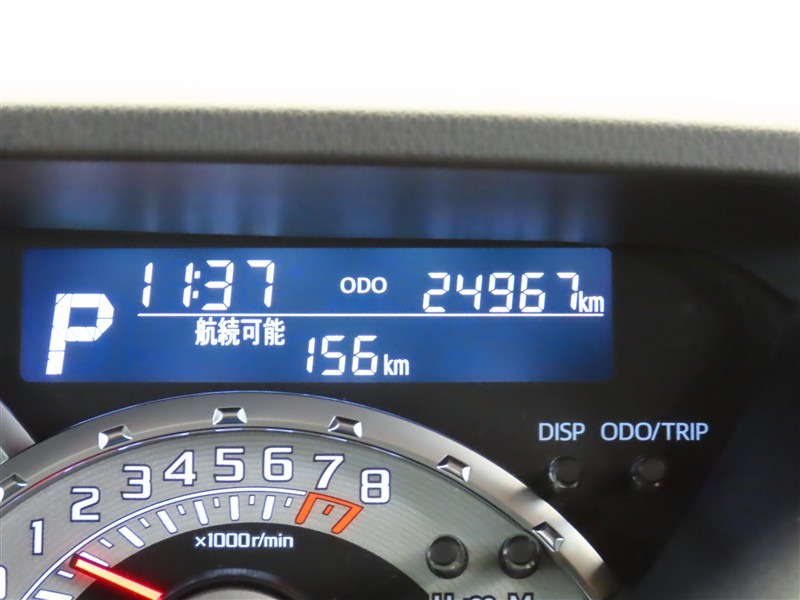 P 11:37 ODO 24967km
航続可能 156km
DISP ODO/TRIP
1 2 3 4 5 6 7 8
×1000r/min